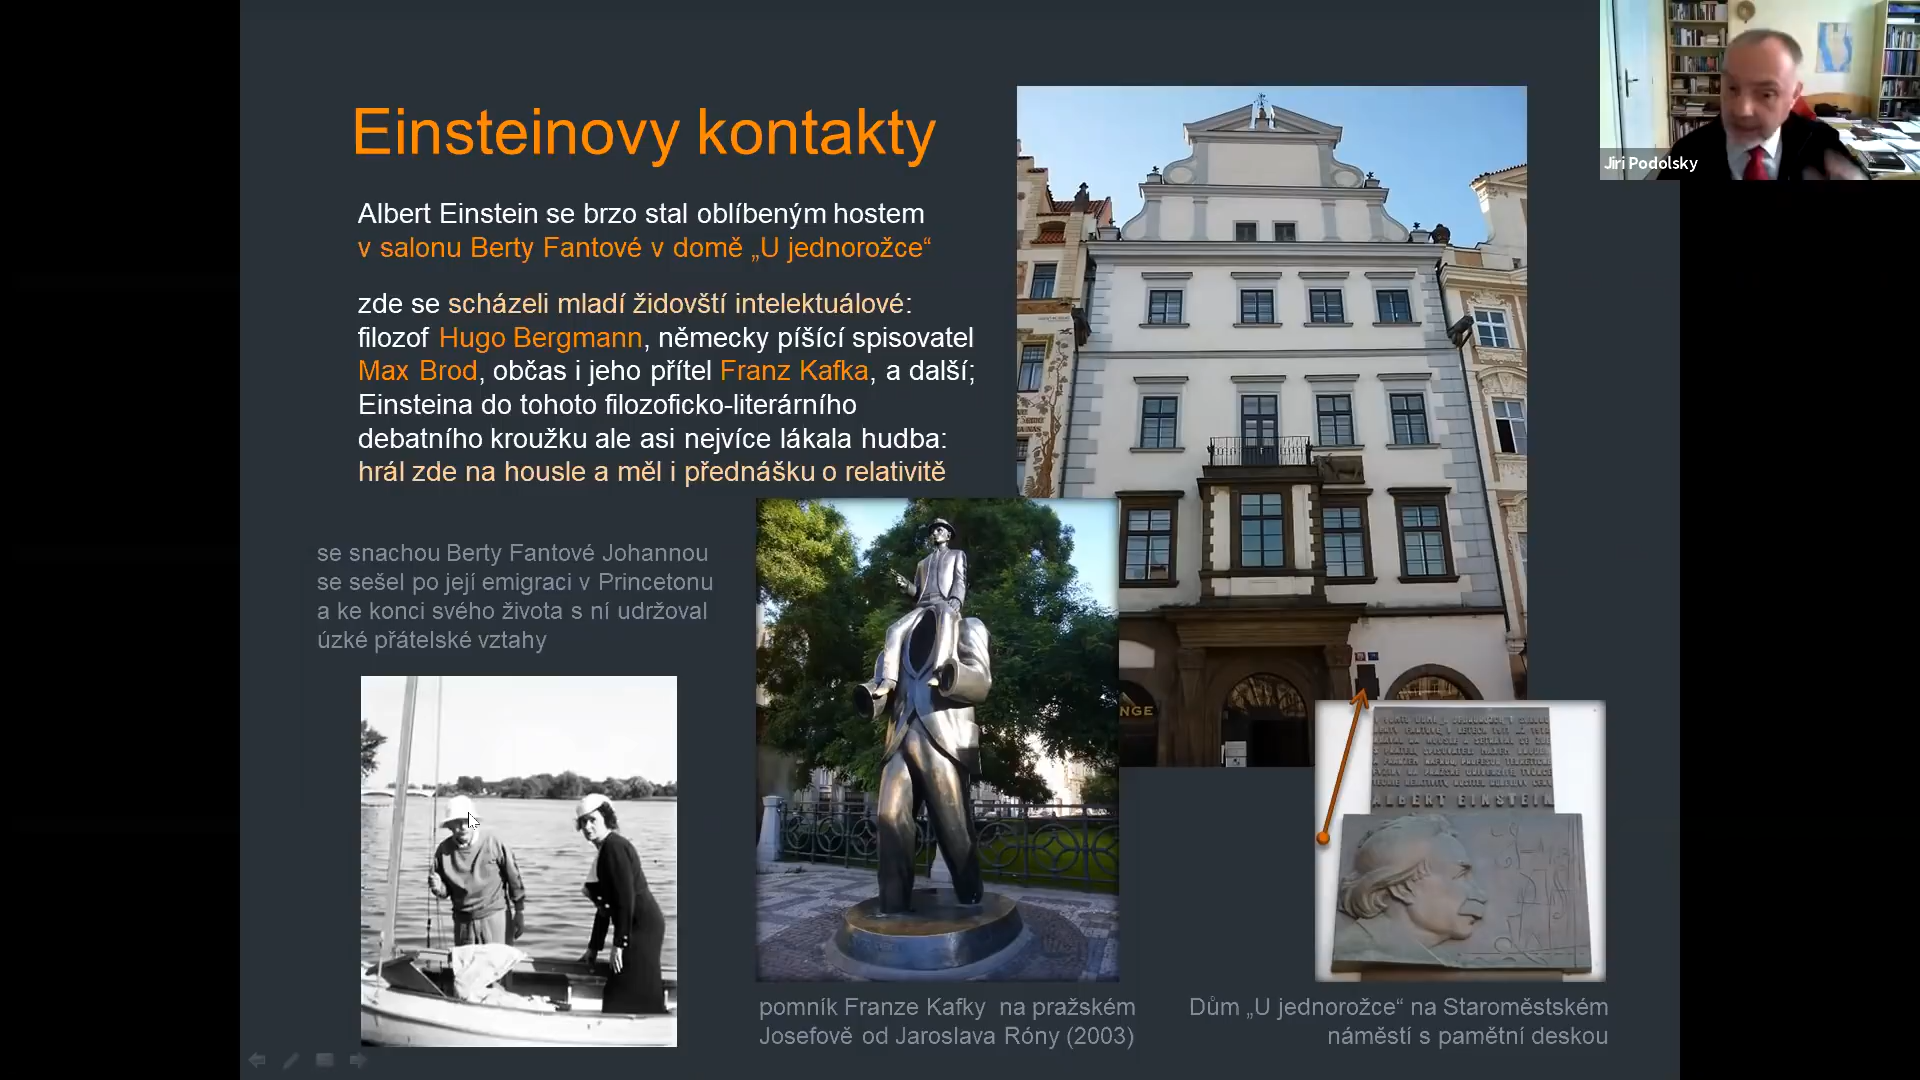 Einsteinovy kontakty
Albert Einstein se brzo stal oblíbeným hostem
v salonu Berty Fantové v domě „U jednorožce“
zde se scházeli mladí židovští intelektuálové:
filozof Hugo Bergmann, německy píšící spisovatel
Max Brod, občas i jeho přítel Franz Kafka, a další;
Einsteina do tohoto filozoficko-literárního
debatního kroužku ale asi nejvíce lákala hudba:
hrál zde na housle a měl i přednášku o relativitě
se snachou Berty Fantové Johannou
se sešel po její emigraci v Princetonu
a ke konci svého života s ní udržoval
úzké přátelské vztahy
pomník Franze Kafky na pražském
Josefově od Jaroslava Róny (2003)
Dům „U jednorožce“ na Staroměstském
náměstí s pamětní deskou
Jiri Podolsky
NGE
ALBERT EINSTEIN